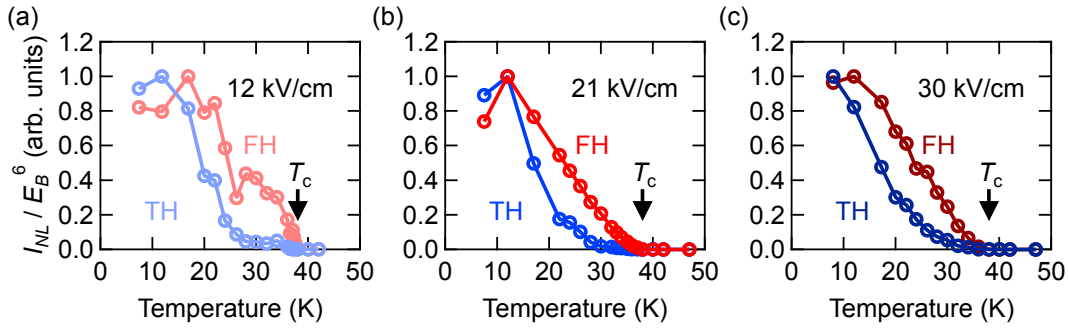 (a)
I_NL / E_B^6 (arb. units)
1.2
1.0
0.8
0.6
0.4
0.2
0.0
12 kV/cm
FH
TH
T_c
0 10 20 30 40 50
Temperature (K)
(b)
1.2
1.0
0.8
0.6
0.4
0.2
0.0
21 kV/cm
FH
TH
T_c
0 10 20 30 40 50
Temperature (K)
(c)
1.2
1.0
0.8
0.6
0.4
0.2
0.0
30 kV/cm
FH
TH
T_c
0 10 20 30 40 50
Temperature (K)